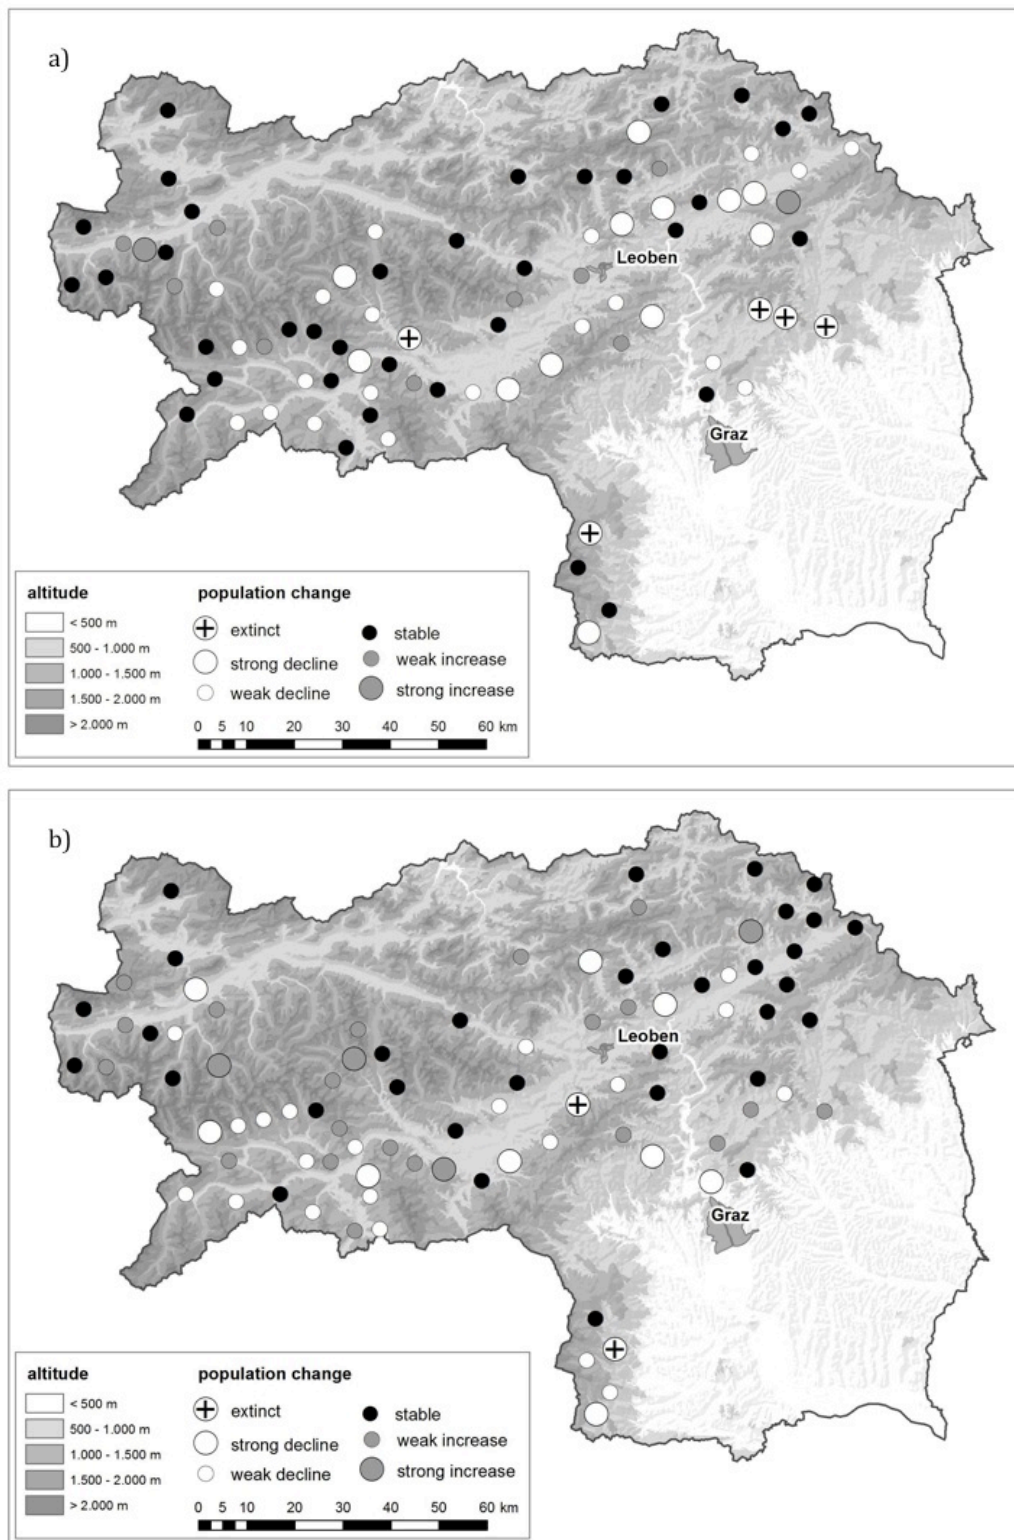 a)
Leoben
Graz
altitude
< 500 m
500 - 1.000 m
1.000 - 1.500 m
1.500 - 2.000 m
> 2.000 m
population change
extinct
strong decline
weak decline
stable
weak increase
strong increase
0 5 10 20 30 40 50 60 km
b)
Leoben
Graz
altitude
< 500 m
500 - 1.000 m
1.000 - 1.500 m
1.500 - 2.000 m
> 2.000 m
population change
extinct
strong decline
weak decline
stable
weak increase
strong increase
0 5 10 20 30 40 50 60 km